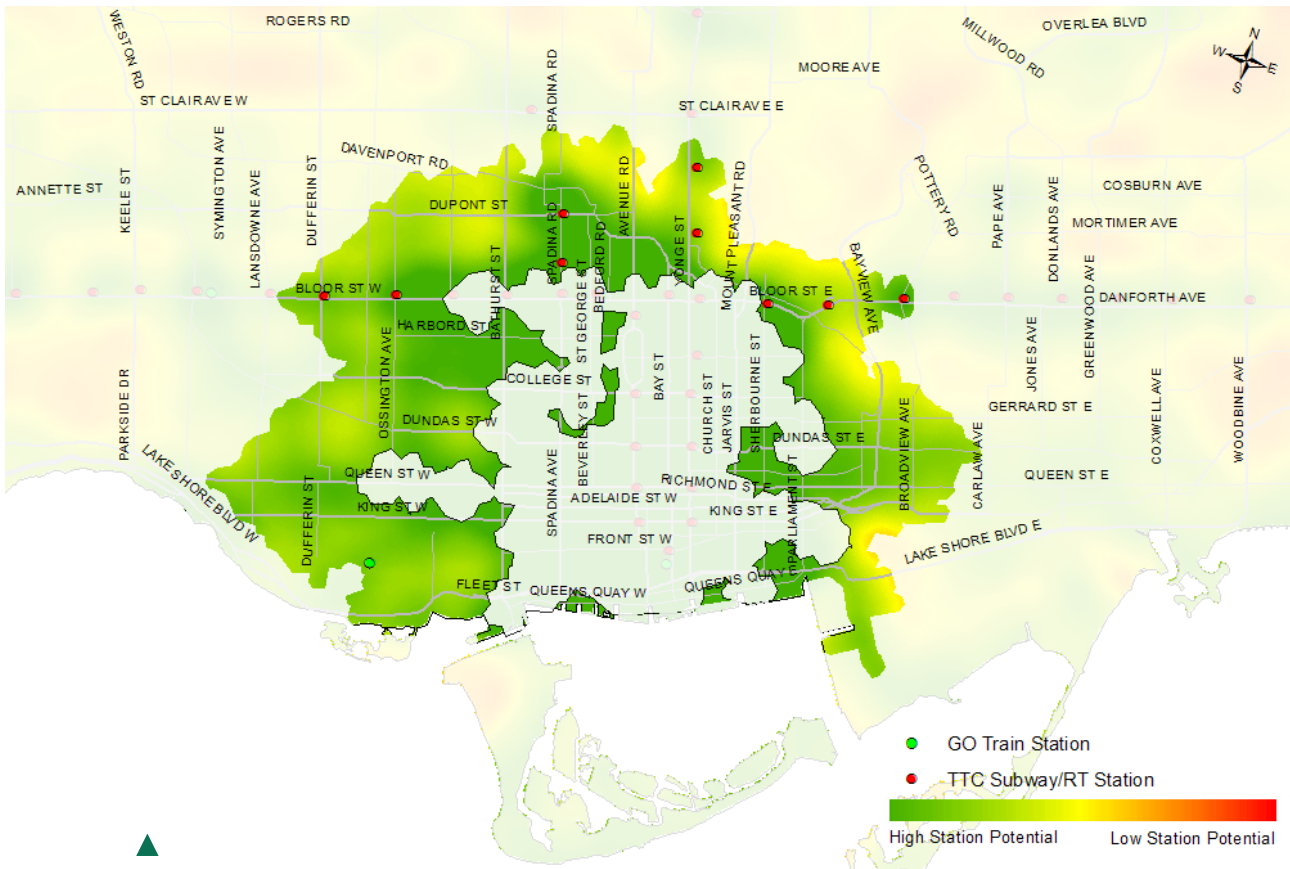 ROGERS RD
OVERLEA BLVD
WESTON RD
MILLWOOD RD
SPADINA RD
MOORE AVE
N
W
E
S
ST CLAIR AVE W
ST CLAIR AVE E
DAVENPORT RD
ANNETTE ST
KEELE ST
SYMINGTON AVE
LANSDOWNE AVE
DUFFERIN ST
DUPONT ST
SPADINA RD
AVENUE RD
BEDFORD RD
YONGE ST
MOUNT PLEASANT RD
POTTERY RD
PAPE AVE
DONLANDS AVE
COSBURN AVE
MORTIMER AVE
BLOOR ST W
BATHURST ST
ST GEORGE ST
BLOOR ST E
BAYVIEW AVE
GREENWOOD AVE
DANFORTH AVE
HARBORD ST
OSSINGTON AVE
COLLEGE ST
BAY ST
CHURCH ST
JARVIS ST
SHERBOURNE ST
JONES AVE
COXWELL AVE
WOODBINE AVE
PARKSIDE DR
GERRARD ST E
DUNDAS ST W
BEVERLEY ST
DUNDAS ST E
BROADVIEW AVE
CARLAW AVE
LAKE SHORE BLVD W
QUEEN ST W
RICHMOND ST E
QUEEN ST E
DUFFERIN ST
KING ST W
SPADINA AVE
ADELAIDE ST W
KING ST E
PARLIAMENT ST
FRONT ST W
LAKE SHORE BLVD E
FLEET ST
QUEENS QUAY W
QUEENS QUAY E
GO Train Station
TTC Subway/RT Station
High Station Potential
Low Station Potential